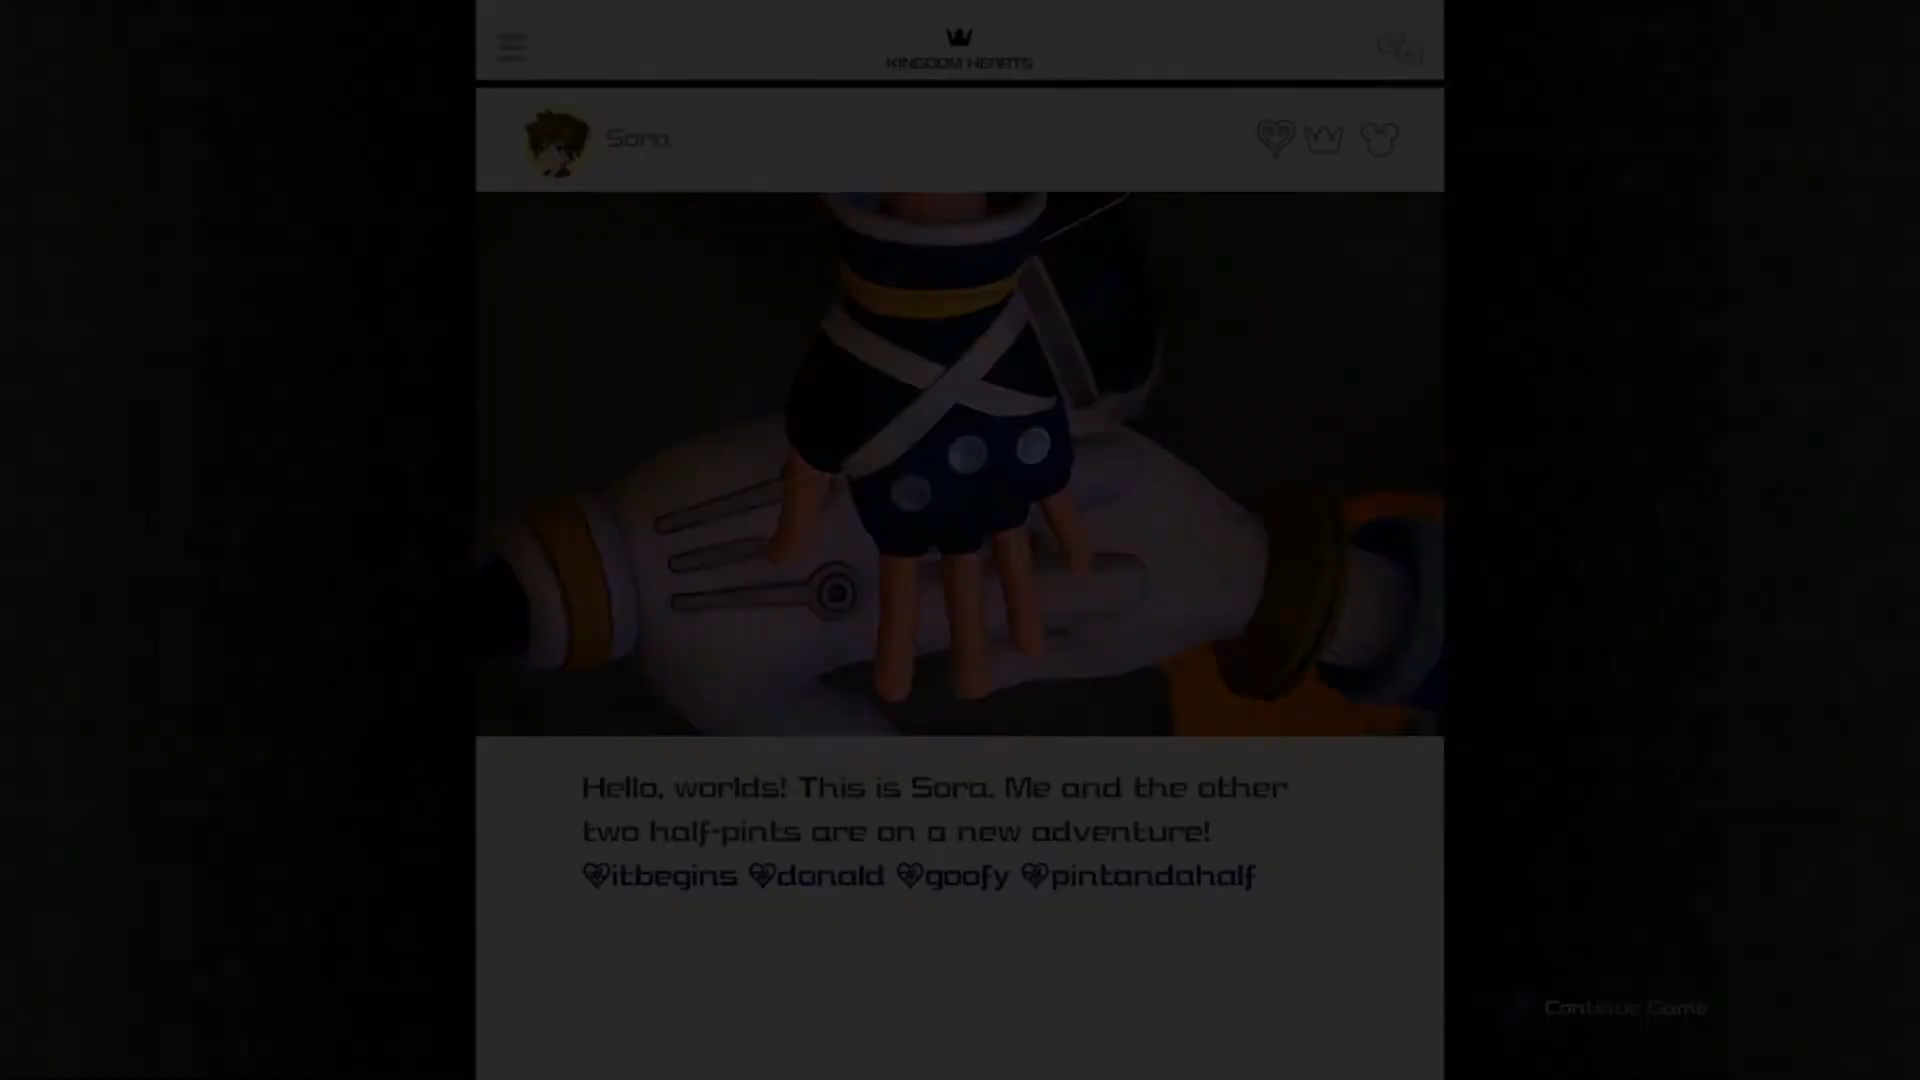 KINGDOM HEARTS
Sora
Hello, worlds! This is Sora. Me and the other
two half-pints are on a new adventure!
itbegins donald goofy pintandahalf
Continue Game